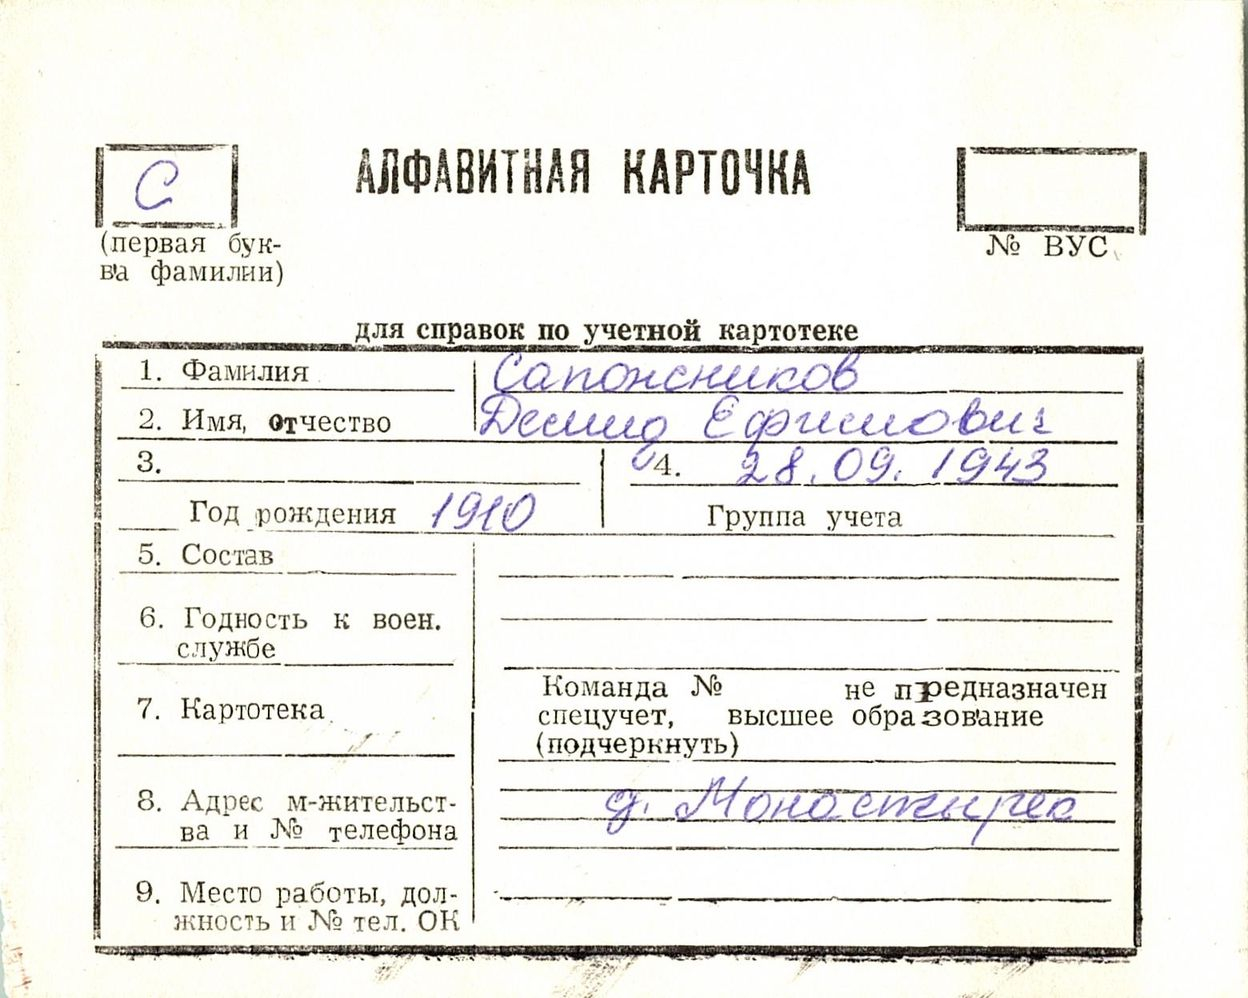 С
АЛФАВИТНАЯ КАРТОЧКА
(первая бук-
ва фамилии)
№ ВУС
для справок по учетной картотеке
1. Фамилия Сапожников
2. Имя, отчество Демид Ефимович
3.
4. 28.09.1943
Год рождения 1910
Группа учета
5. Состав
6. Годность к воен.
службе
Команда № не предназначен
7. Картотека
спецучет, высшее образование
(подчеркнуть)
8. Адрес м-жительст-
д. Монастырек
ва и № телефона
9. Место работы, дол-
жность и № тел. ОК